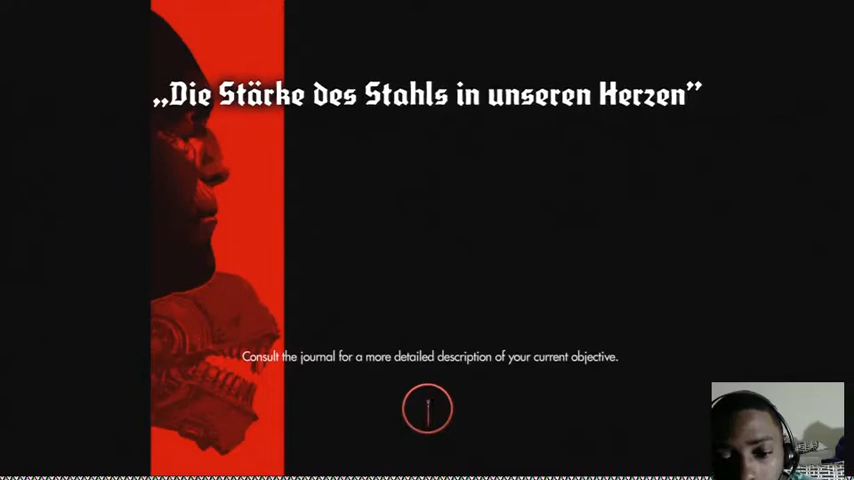 „Die Stärke des Stahls in unseren Herzen”
Consult the journal for a more detailed description of your current objective.